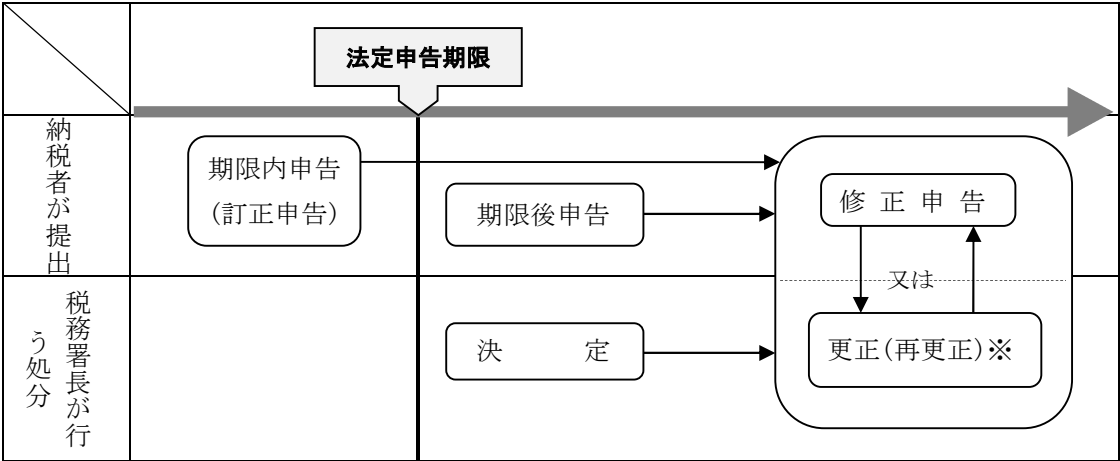 法定申告期限
納税者が提出
期限内申告
(訂正申告)
期限後申告
修正申告
又は
税務署長が行
う処分
決定
更正(再更正)※